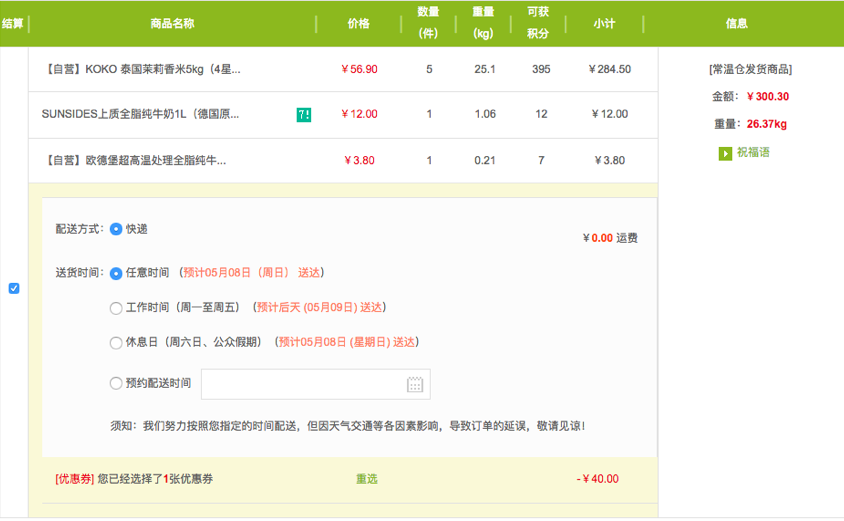 结算 商品名称 价格 数量（件） 重量（kg） 可获积分 小计 信息
【自营】KOKO 泰国茉莉香米5kg（4星... ￥56.90 5 25.1 395 ￥284.50 [常温仓发货商品]
金额：￥300.30
SUNSIDES上质全脂纯牛奶1L（德国原... 7! ￥12.00 1 1.06 12 ￥12.00
重量：26.37kg
【自营】欧德堡超高温处理全脂纯牛... ￥3.80 1 0.21 7 ￥3.80
祝福语
配送方式： 快递
￥0.00 运费
送货时间： 任意时间 （预计05月08日（周日） 送达）
工作时间（周一至周五）（预计后天 (05月09日) 送达）
休息日（周六日、公众假期）（预计05月08日 (星期日) 送达）
预约配送时间
须知：我们努力按照您指定的时间配送，但因天气交通等各因素影响，导致订单的延误，敬请见谅！
[优惠券] 您已经选择了1张优惠券 重选 -￥40.00